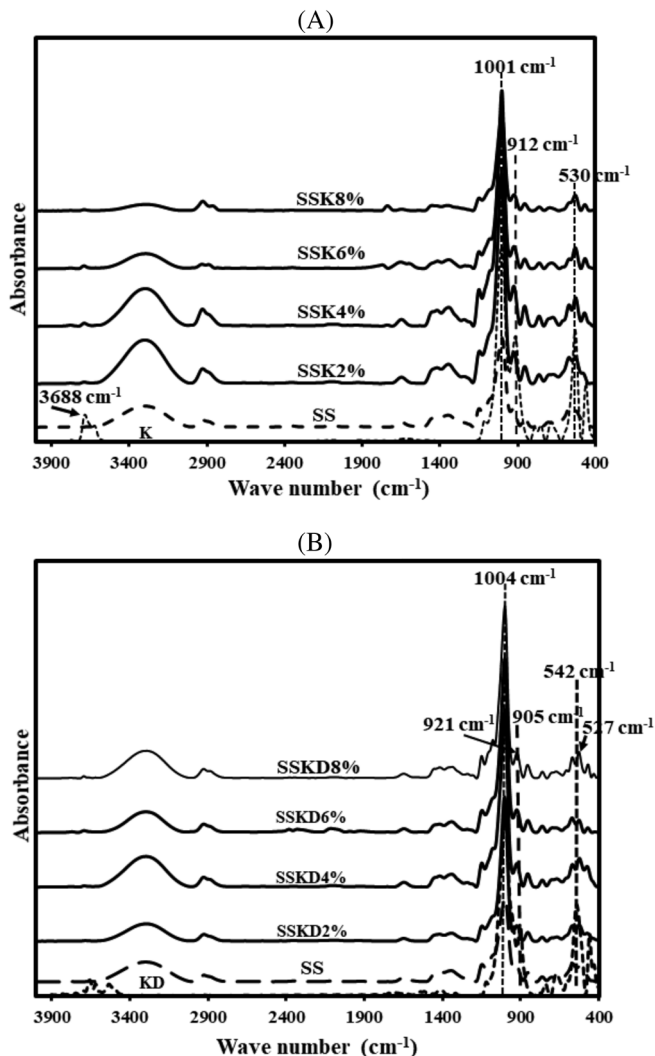 (A)
1001 cm-1
912 cm-1
530 cm-1
SSK8%
SSK6%
SSK4%
SSK2%
3688 cm-1
SS
K
Absorbance
3900 3400 2900 2400 1900 1400 900 400
Wave number (cm-1)
(B)
1004 cm-1
542 cm-1
921 cm-1 905 cm-1 527 cm-1
SSKD8%
SSKD6%
SSKD4%
SSKD2%
SS
KD
Absorbance
3900 3400 2900 2400 1900 1400 900 400
Wave number (cm-1)